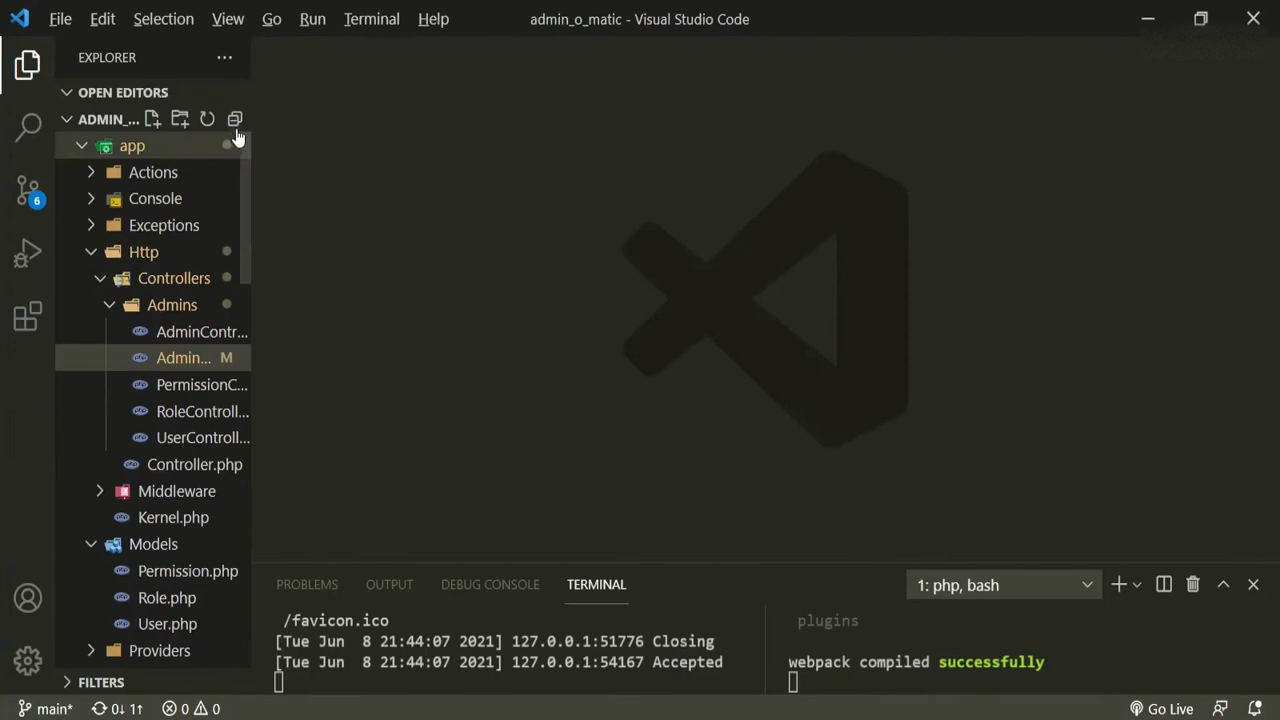 File Edit Selection View Go Run Terminal Help admin_o_matic - Visual Studio Code
EXPLORER ...
OPEN EDITORS
ADMIN_...
app
Actions
Console
Exceptions
Http
Controllers
Admins
AdminContr...
Admin... M
PermissionC...
RoleControll...
UserControll...
Controller.php
Middleware
Kernel.php
Models
Permission.php
Role.php
User.php
Providers
FILTERS
6
PROBLEMS OUTPUT DEBUG CONSOLE TERMINAL 1: php, bash
/favicon.ico
[Tue Jun  8 21:44:07 2021] 127.0.0.1:51776 Closing
[Tue Jun  8 21:44:07 2021] 127.0.0.1:54167 Accepted
plugins
webpack compiled successfully
main* 0↓ 1↑ 0 0 Go Live